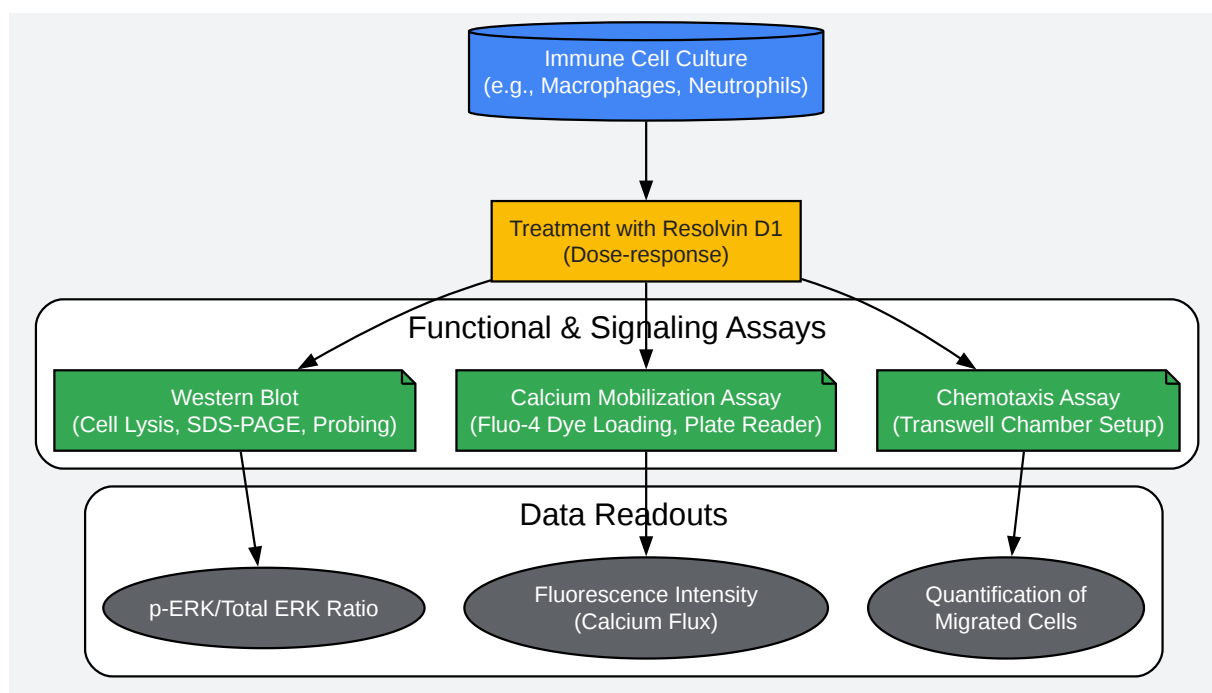 Immune Cell Culture
(e.g., Macrophages, Neutrophils)
Treatment with Resolvin D1
(Dose-response)
Functional & Signaling Assays
Western Blot
(Cell Lysis, SDS-PAGE, Probing)
Calcium Mobilization Assay
(Fluo-4 Dye Loading, Plate Reader)
Chemotaxis Assay
(Transwell Chamber Setup)
Data Readouts
p-ERK/Total ERK Ratio
Fluorescence Intensity
(Calcium Flux)
Quantification of
Migrated Cells